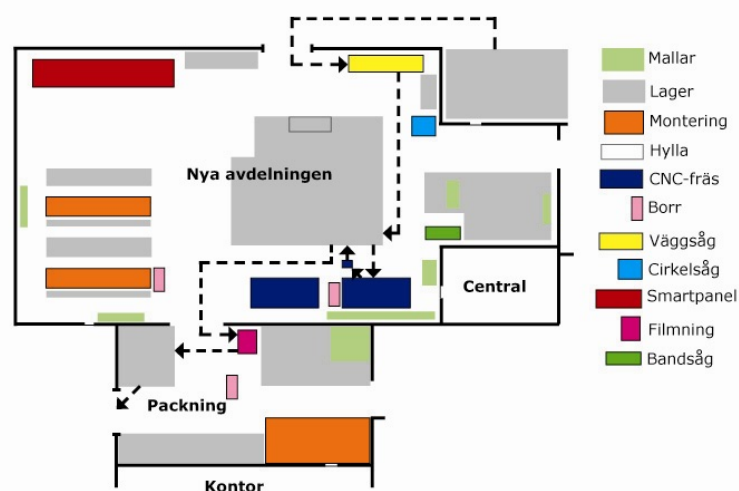 Nya avdelningen
Central
Packning
Kontor
Mallar
Lager
Montering
Hylla
CNC-fräs
Borr
Väggsåg
Cirkelsåg
Smartpanel
Filmning
Bandsåg